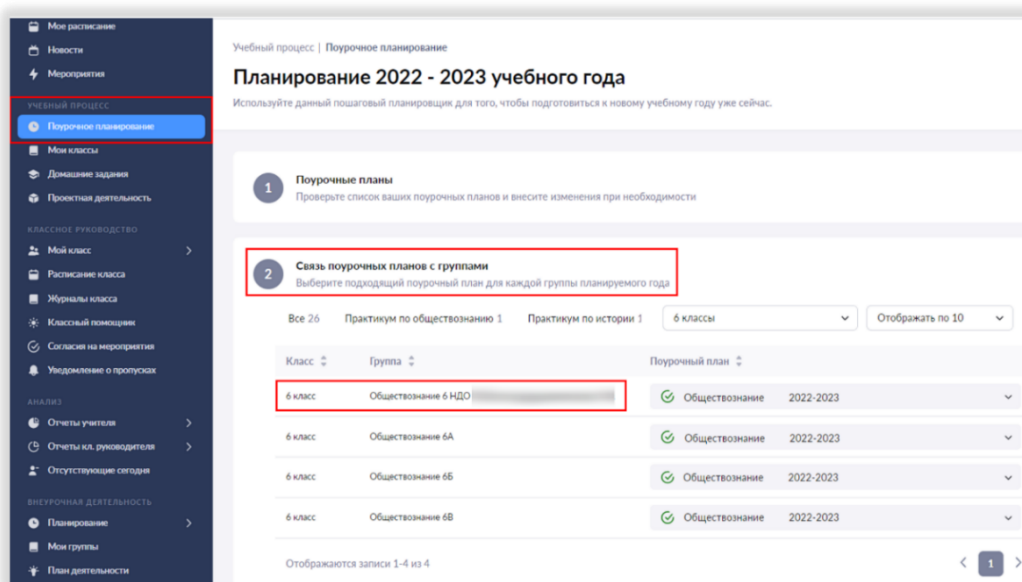 Мое расписание
Новости
Мероприятия
УЧЕБНЫЙ ПРОЦЕСС
Поурочное планирование
Мои классы
Домашние задания
Проектная деятельность
КЛАССНОЕ РУКОВОДСТВО
Мой класс
Расписание класса
Журналы класса
Классный помощник
Согласия на мероприятия
Уведомление о пропусках
АНАЛИЗ
Отчеты учителя
Отчеты кл. руководителя
Отсутствующие сегодня
ВНЕУРОЧНАЯ ДЕЯТЕЛЬНОСТЬ
Планирование
Мои группы
План деятельности
Учебный процесс | Поурочное планирование
Планирование 2022 - 2023 учебного года
Используйте данный пошаговый планировщик для того, чтобы подготовиться к новому учебному году уже сейчас.
1 Поурочные планы
Проверьте список ваших поурочных планов и внесите изменения при необходимости
2 Связь поурочных планов с группами
Выберите подходящий поурочный план для каждой группы планируемого года
Все 26 Практикум по обществознанию 1 Практикум по истории 1 6 классы Отображать по 10
Класс Группа Поурочный план
6 класс Обществознание 6 НДО Обществознание 2022-2023
6 класс Обществознание 6А Обществознание 2022-2023
6 класс Обществознание 6Б Обществознание 2022-2023
6 класс Обществознание 6В Обществознание 2022-2023
Отображаются записи 1-4 из 4 1